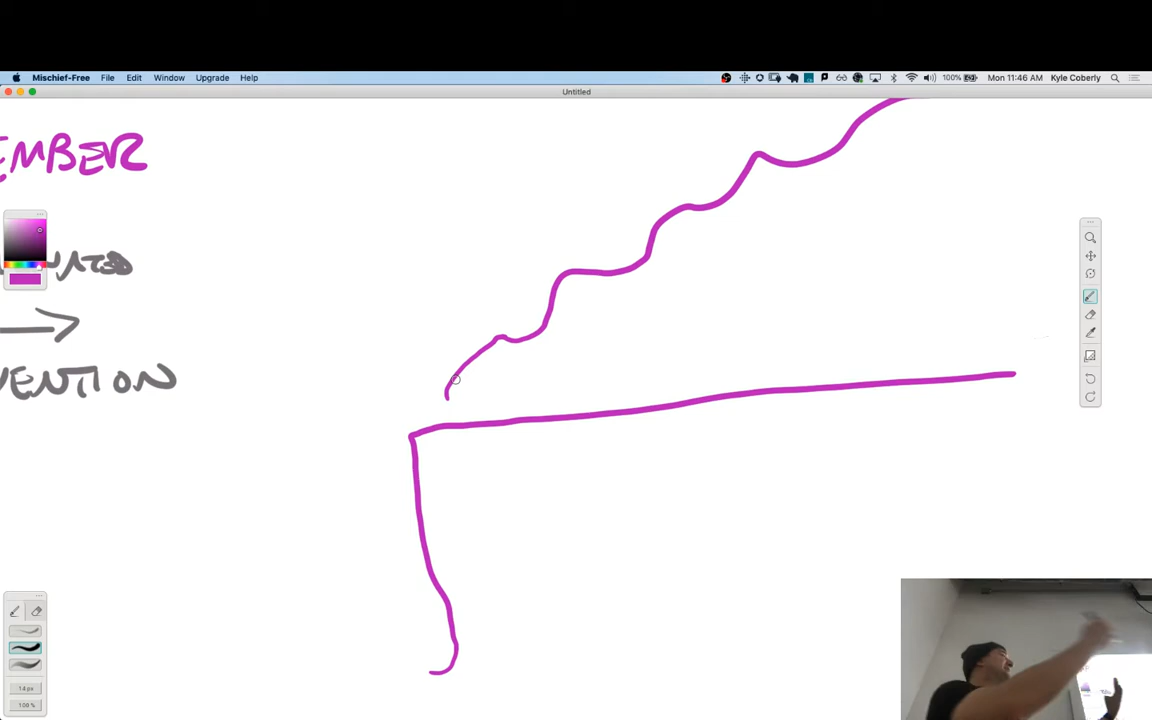 Mischief-Free File Edit Window Upgrade Help 100% Mon 11:46 AM Kyle Coberly
Untitled
EMBER
ENTION
14 px
100 %